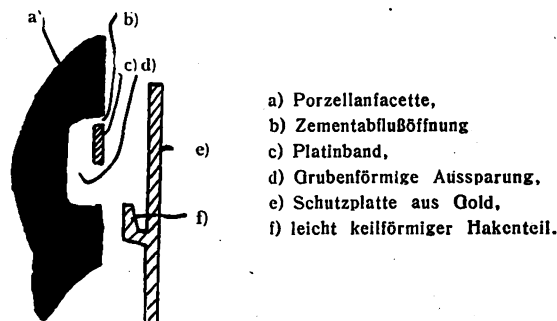 a)
b)
c) d)
e)
f)
a) Porzellanfacette,
b) Zementabflußöffnung
c) Platinband,
d) Grubenförmige Aussparung,
e) Schutzplatte aus Gold,
f) leicht keilförmiger Hakenteil.